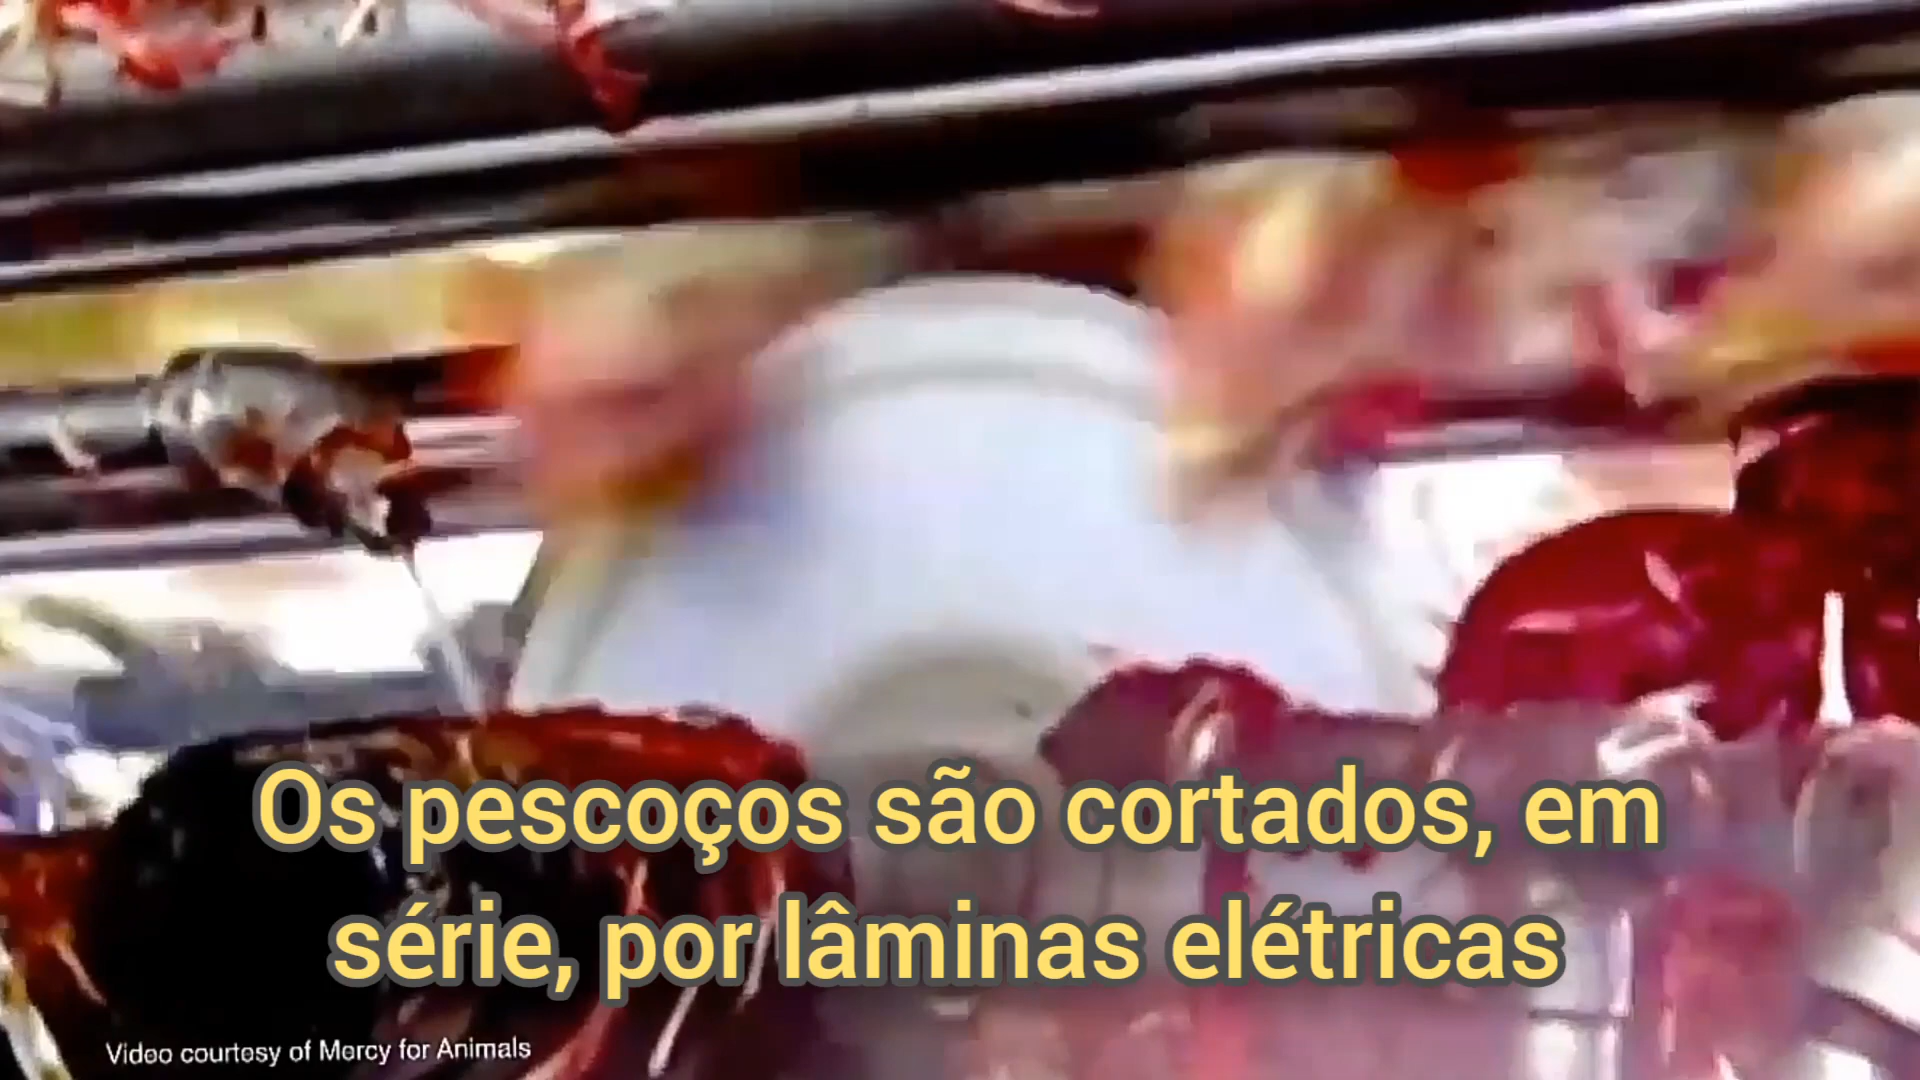 Os pescoços são cortados, em
série, por lâminas elétricas
Video courtesy of Mercy for Animals